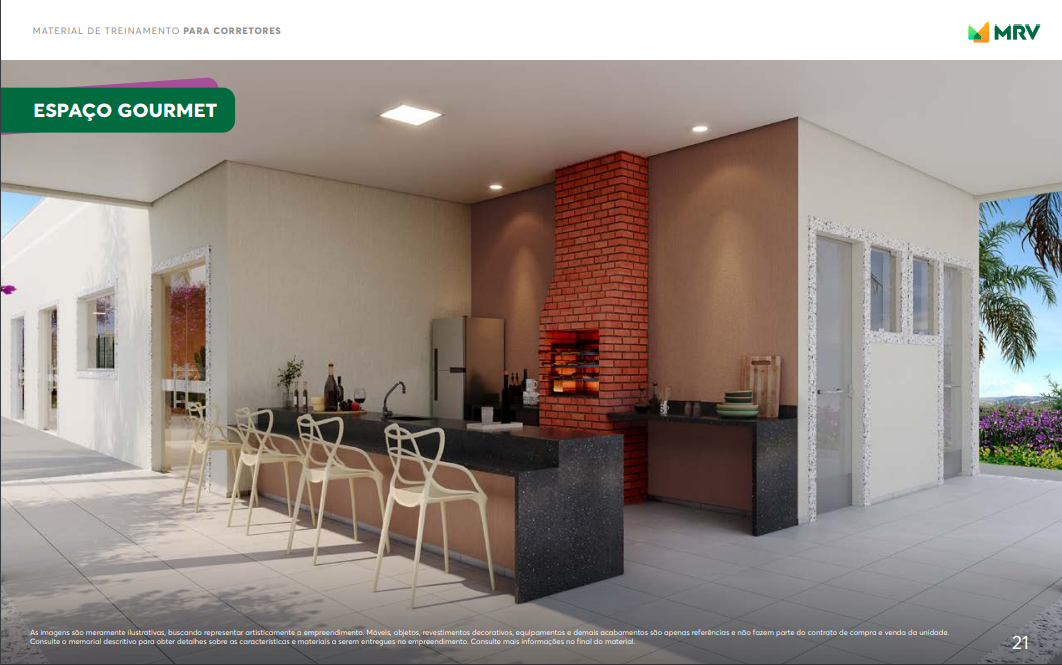 MATERIAL DE TREINAMENTO PARA CORRETORES
MRV
ESPAÇO GOURMET
As imagens são meramente ilustrativas, buscando representar artisticamente o empreendimento. Móveis, objetos, revestimentos decorativos, equipamentos e demais acabamentos são apenas referências e não fazem parte do contrato de compra e venda da unidade.
Consulte o memorial descritivo para obter detalhes sobre as características e materiais a serem entregues no empreendimento. Consulte mais informações no final do material.
21